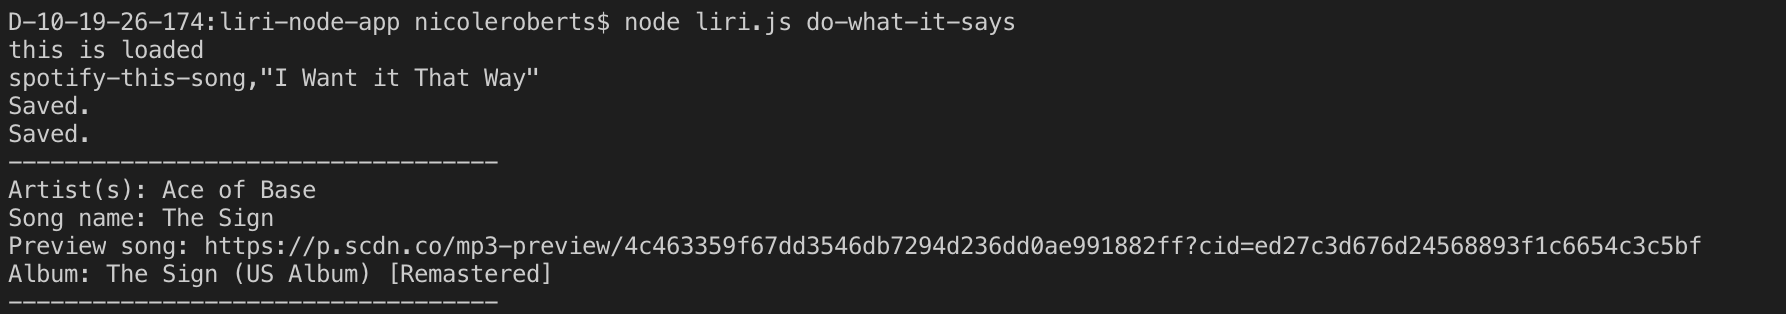 D-10-19-26-174:liri-node-app nicoleroberts$ node liri.js do-what-it-says
this is loaded
spotify-this-song,"I Want it That Way"
Saved.
Saved.
-----------------------------------
Artist(s): Ace of Base
Song name: The Sign
Preview song: https://p.scdn.co/mp3-preview/4c463359f67dd3546db7294d236dd0ae991882ff?cid=ed27c3d676d24568893f1c6654c3c5bf
Album: The Sign (US Album) [Remastered]
-----------------------------------